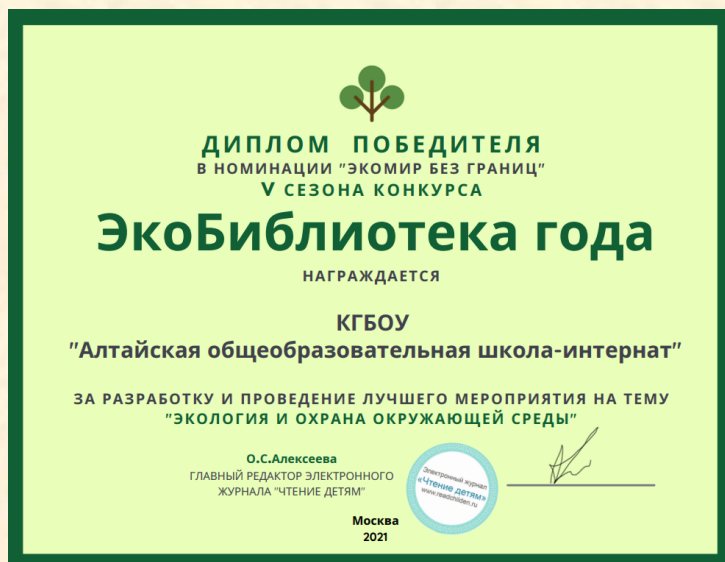 ДИПЛОМ ПОБЕДИТЕЛЯ
В НОМИНАЦИИ "ЭКОМИР БЕЗ ГРАНИЦ"
V СЕЗОНА КОНКУРСА
ЭкоБиблиотека года
НАГРАЖДАЕТСЯ
КГБОУ
"Алтайская общеобразовательная школа-интернат"
ЗА РАЗРАБОТКУ И ПРОВЕДЕНИЕ ЛУЧШЕГО МЕРОПРИЯТИЯ НА ТЕМУ
"ЭКОЛОГИЯ И ОХРАНА ОКРУЖАЮЩЕЙ СРЕДЫ"
О.С.Алексеева
ГЛАВНЫЙ РЕДАКТОР ЭЛЕКТРОННОГО
ЖУРНАЛА "ЧТЕНИЕ ДЕТЯМ"
Электронный журнал
«Чтение детям»
www.readchildren.ru
Москва
2021